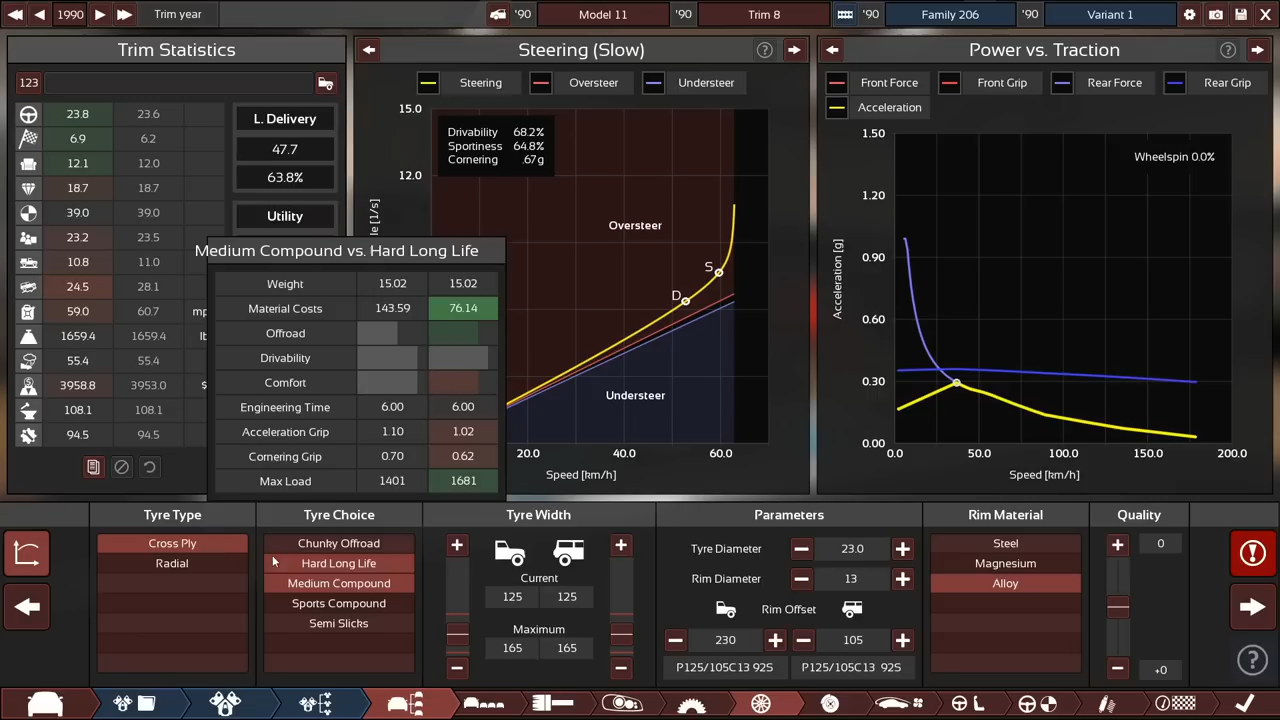 1990 Trim year '90 Model 11 '90 Trim 8 '90 Family 206 '90 Variant 1
Trim Statistics
123
23.8 23.6
6.9 6.2
12.1 12.0
18.7 18.7
39.0 39.0
23.2 23.5
10.8 11.0
24.5 28.1
59.0 60.7 mp
1659.4 1659.4 lb
55.4 55.4
3958.8 3953.0 $
108.1 108.1
94.5 94.5
L. Delivery
47.7
63.8%
Utility
Medium Compound vs. Hard Long Life
Weight 15.02 15.02
Material Costs 143.59 76.14
Offroad
Drivability
Comfort
Engineering Time 6.00 6.00
Acceleration Grip 1.10 1.02
Cornering Grip 0.70 0.62
Max Load 1401 1681
Steering (Slow)
Steering Oversteer Understeer
15.0
12.0
Drivability 68.2%
Sportiness 64.8%
Cornering .67g
le [1/s]
Oversteer
S
D
Understeer
20.0 40.0 60.0
Speed [km/h]
Power vs. Traction
Front Force Front Grip Rear Force Rear Grip
Acceleration
1.50
1.20
0.90
0.60
0.30
0.00
Wheelspin 0.0%
Acceleration [g]
0.0 50.0 100.0 150.0 200.0
Speed [km/h]
Tyre Type
Cross Ply
Radial
Tyre Choice
Chunky Offroad
Hard Long Life
Medium Compound
Sports Compound
Semi Slicks
Tyre Width
Current
125 125
Maximum
165 165
Parameters
Tyre Diameter 23.0
Rim Diameter 13
Rim Offset
230 105
P125/105C13 92S P125/105C13 92S
Rim Material
Steel
Magnesium
Alloy
Quality
0
+0